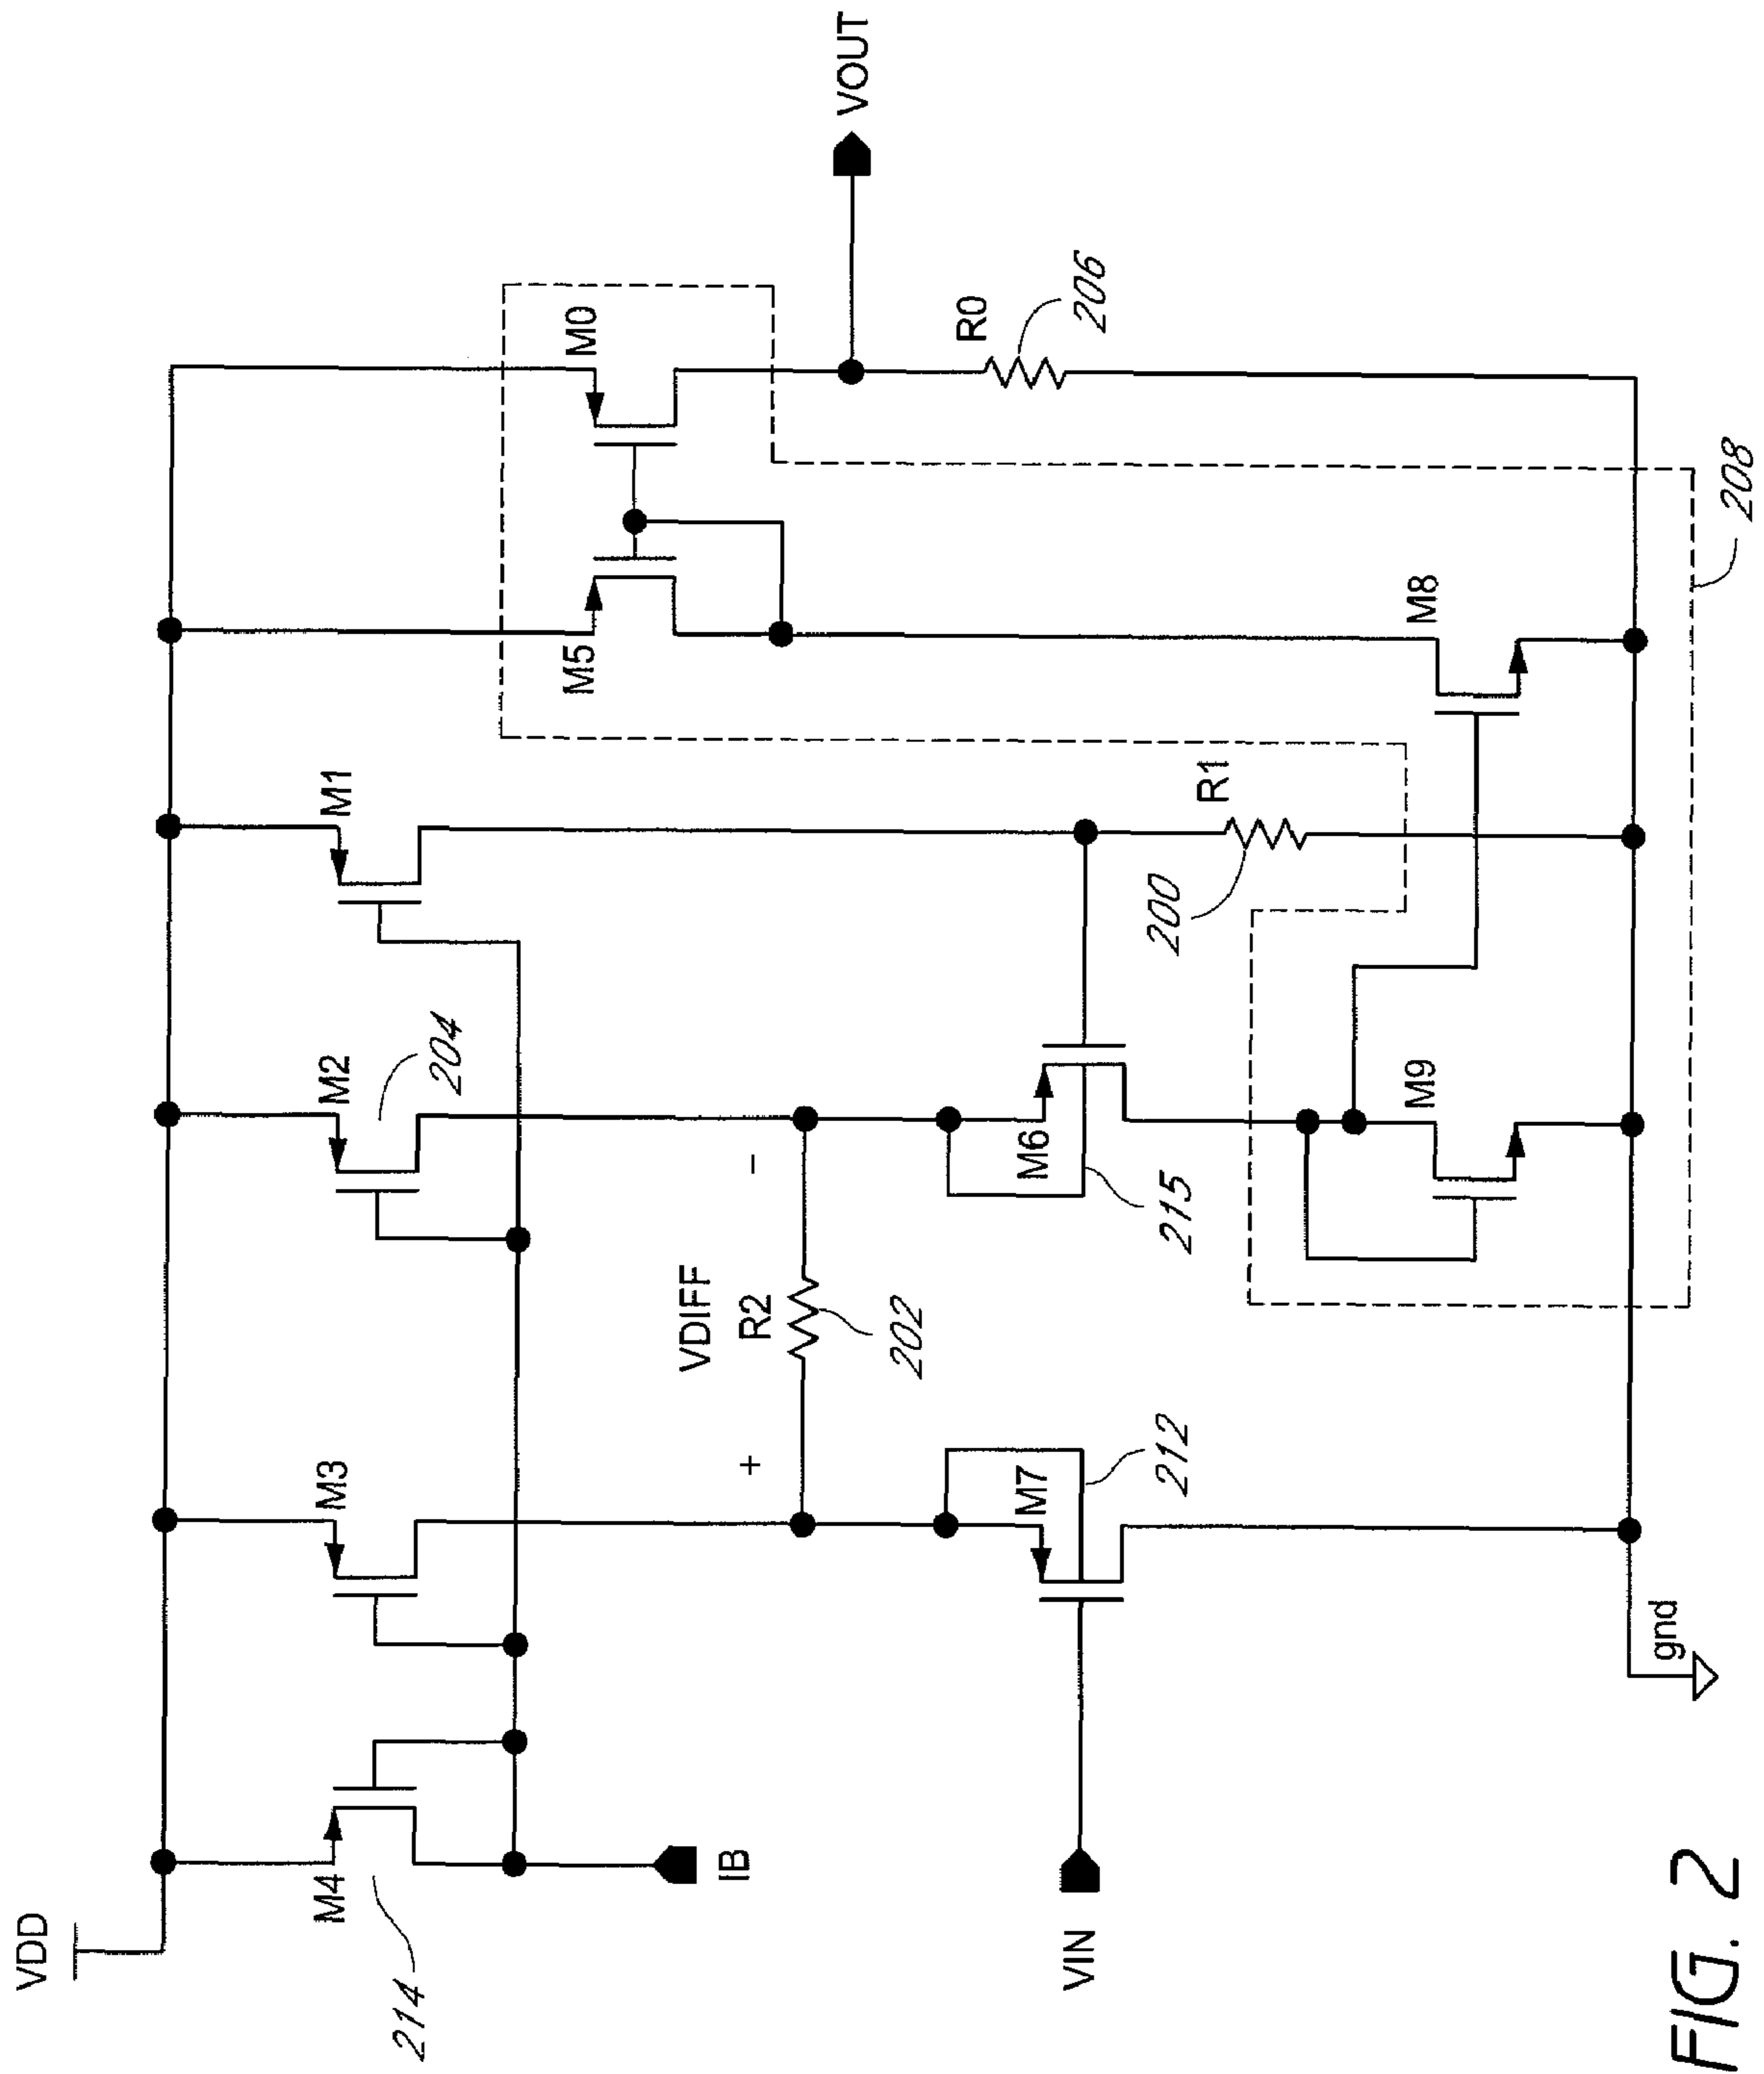 VDD
M4
214
IB
M3
M2
204
M1
M5
M0
VOUT
VDIFF
+
−
R2
202
R0
206
VIN
M7
212
M6
215
R1
200
M9
M8
208
gnd
FIG. 2